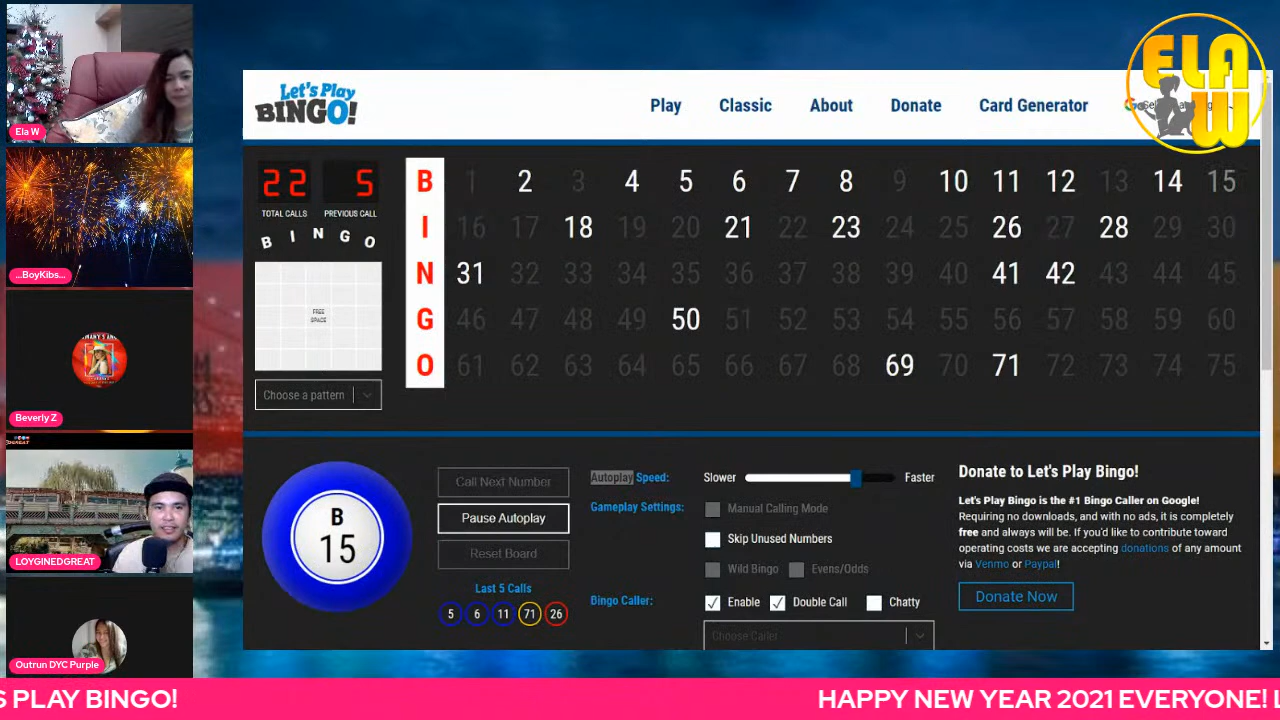 Ela W
...BoyKibs...
Beverly Z
LOYGINEDGREAT
Outrun DYC Purple
ELA
W
Let's Play
BINGO!
Play Classic About Donate Card Generator
22 5
TOTAL CALLS PREVIOUS CALL
B I N G O
FREE
SPACE
Choose a pattern
B 1 2 3 4 5 6 7 8 9 10 11 12 13 14 15
I 16 17 18 19 20 21 22 23 24 25 26 27 28 29 30
N 31 32 33 34 35 36 37 38 39 40 41 42 43 44 45
G 46 47 48 49 50 51 52 53 54 55 56 57 58 59 60
O 61 62 63 64 65 66 67 68 69 70 71 72 73 74 75
B
15
Call Next Number
Pause Autoplay
Reset Board
Last 5 Calls
5 6 11 71 26
Autoplay Speed: Slower Faster
Gameplay Settings: Manual Calling Mode
Skip Unused Numbers
Wild Bingo Evens/Odds
Bingo Caller: Enable Double Call Chatty
Choose Caller
Donate to Let's Play Bingo!
Let's Play Bingo is the #1 Bingo Caller on Google!
Requiring no downloads, and with no ads, it is completely
free and always will be. If you'd like to contribute toward
operating costs we are accepting donations of any amount
via Venmo or Paypal!
Donate Now
S PLAY BINGO! HAPPY NEW YEAR 2021 EVERYONE! L